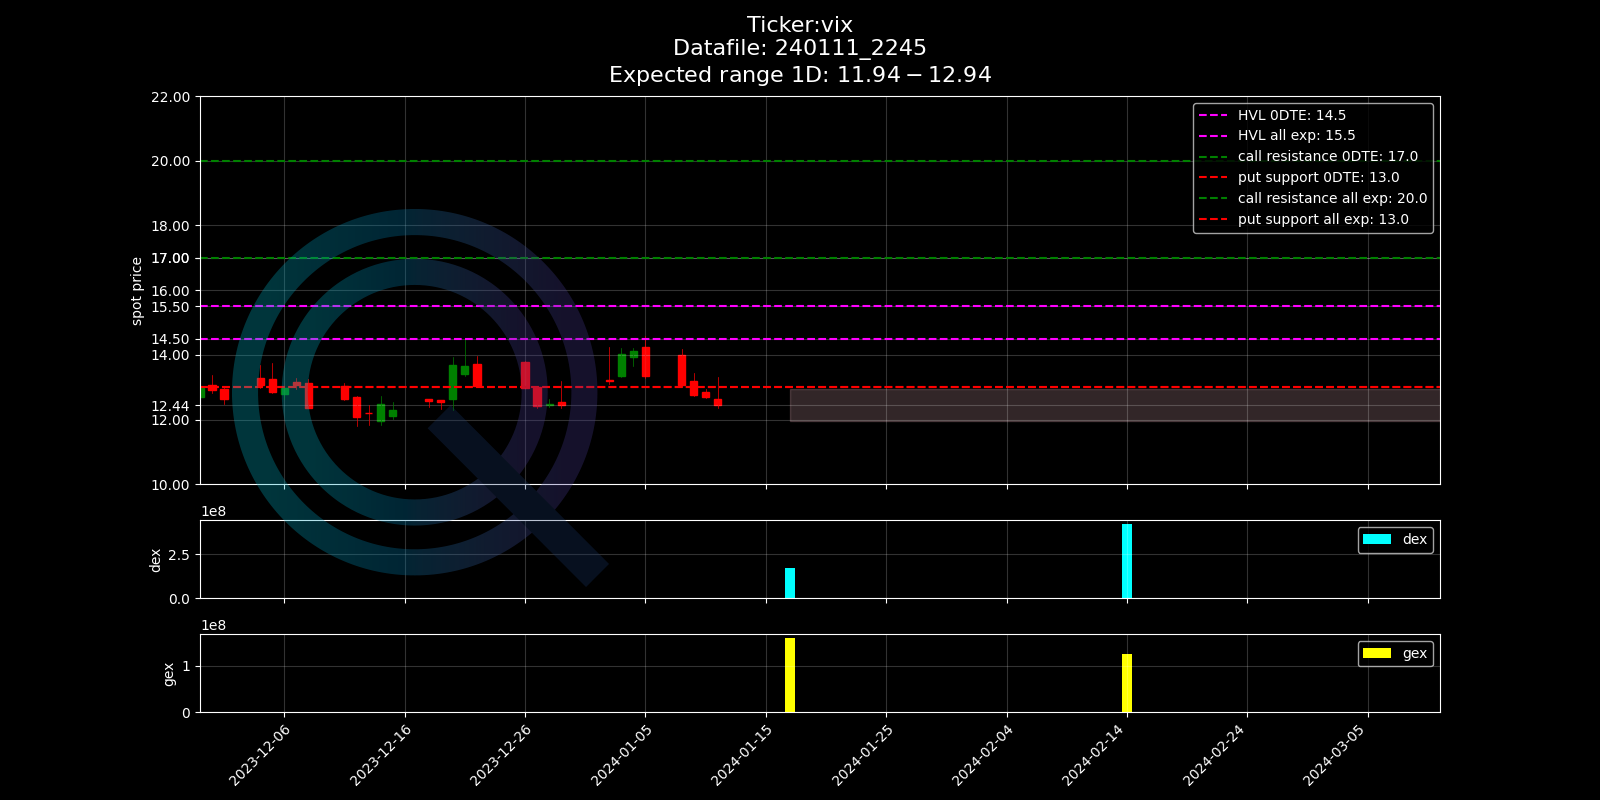 Ticker:vix
Datafile: 240111_2245
Expected range 1D: 11.94 − 12.94
22.00
20.00
18.00
17.00
16.00
15.50
14.50
14.00
12.44
12.00
10.00
spot price
HVL 0DTE: 14.5
HVL all exp: 15.5
call resistance 0DTE: 17.0
put support 0DTE: 13.0
call resistance all exp: 20.0
put support all exp: 13.0
1e8
2.5
0.0
dex
dex
1e8
1
0
gex
gex
2023-12-06
2023-12-16
2023-12-26
2024-01-05
2024-01-15
2024-01-25
2024-02-04
2024-02-14
2024-02-24
2024-03-05